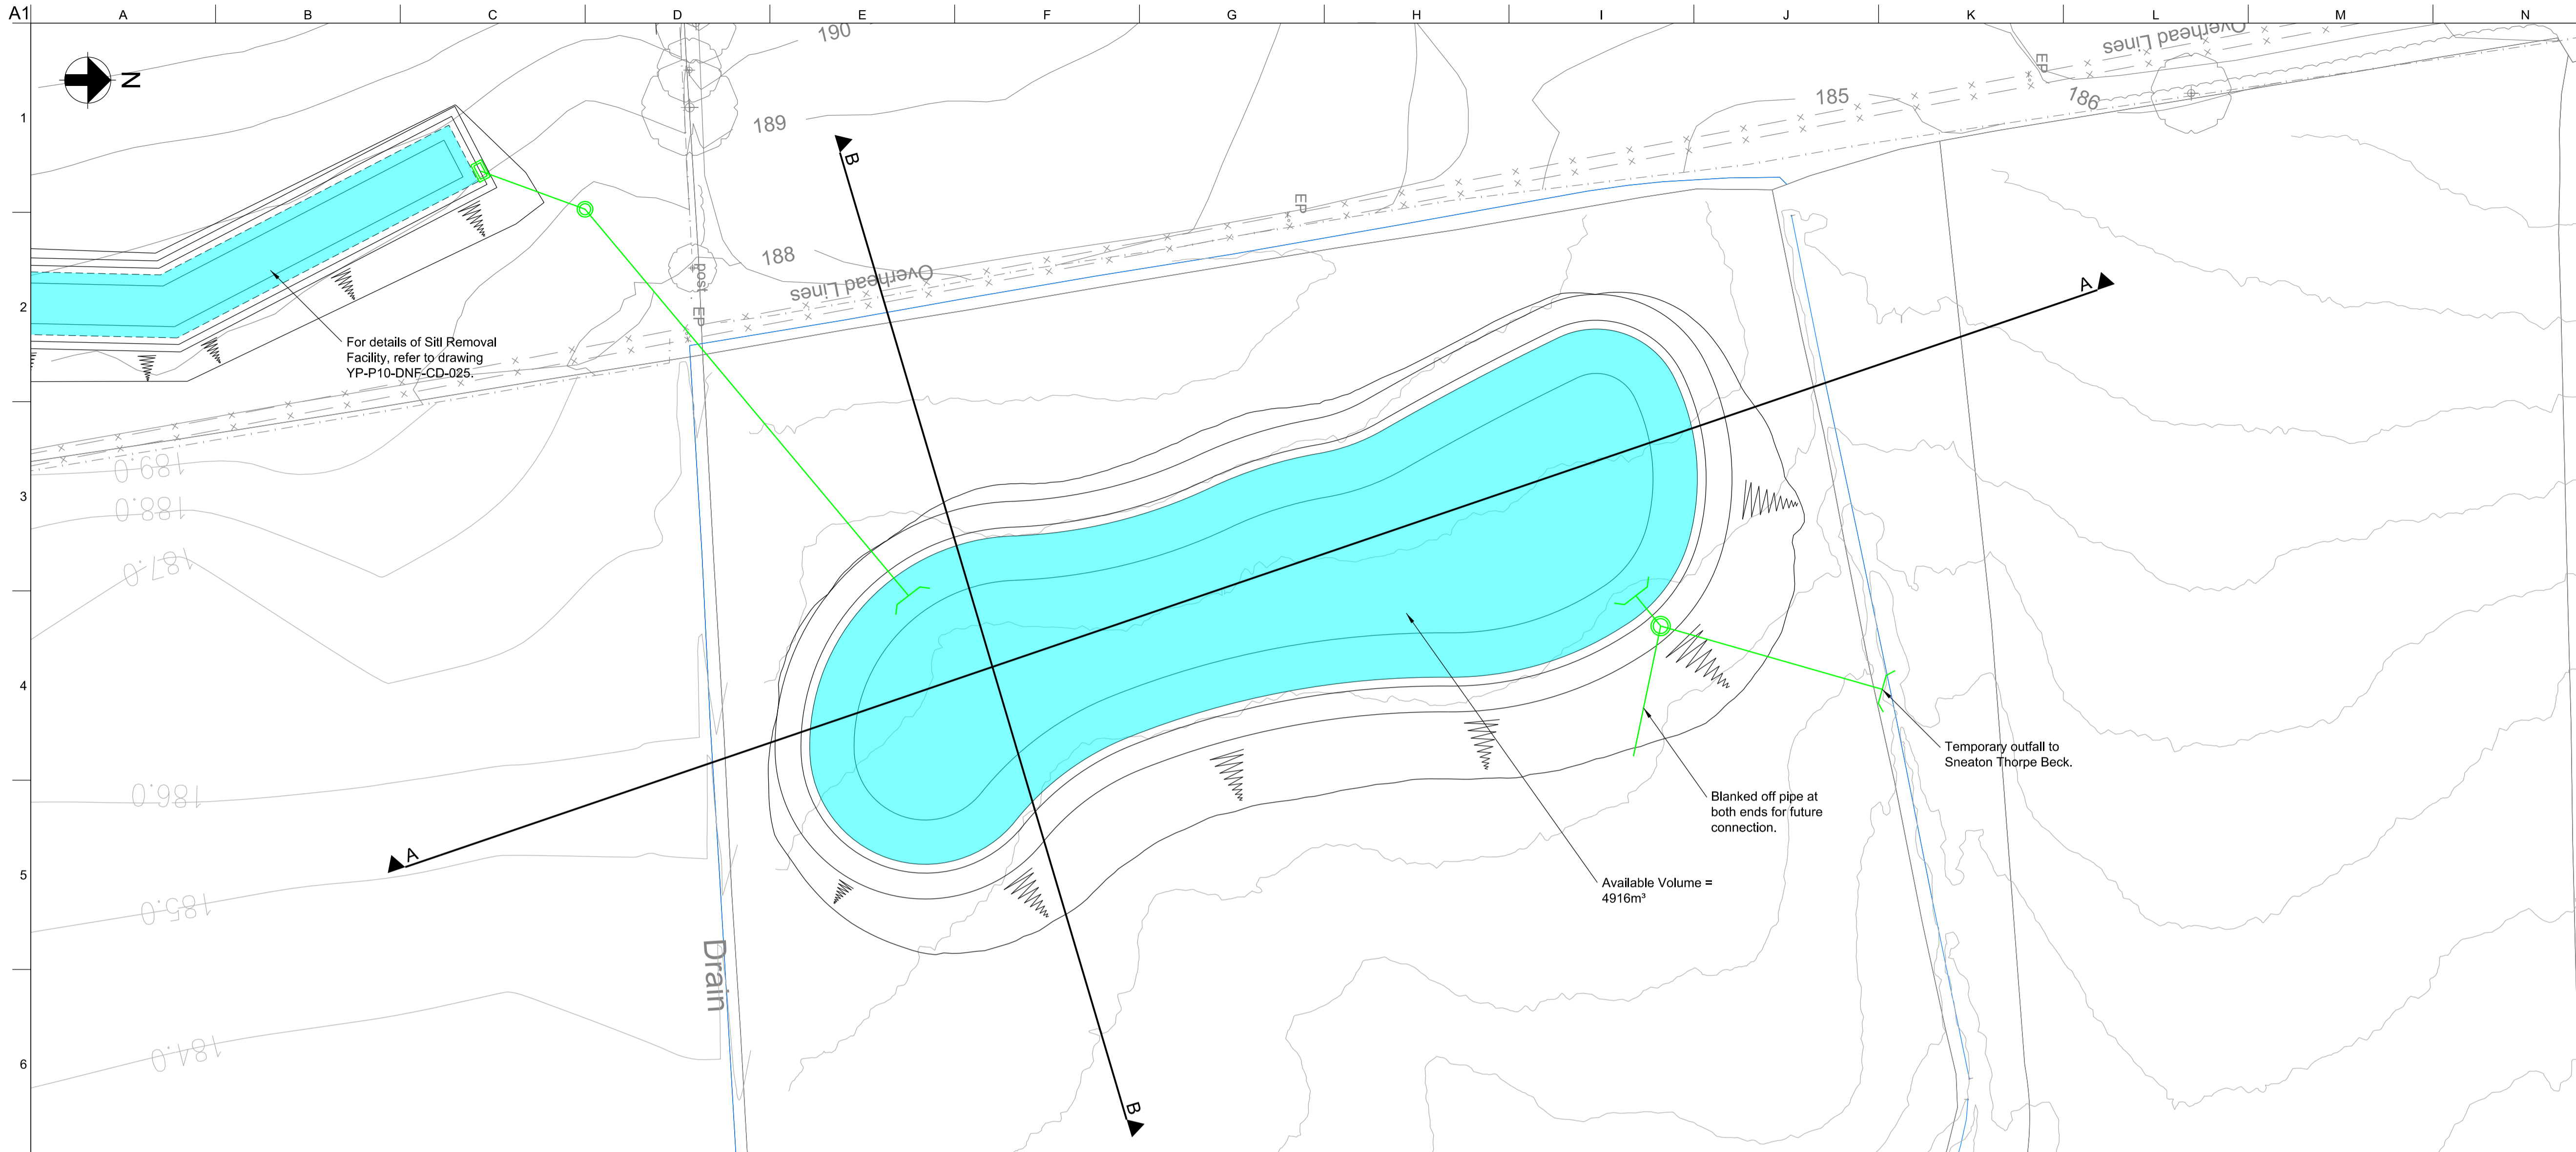 A1
A
B
C
D
E
F
G
H
I
J
K
L
M
N
1
2
3
4
5
6
N
190
189
188
185
186
Overhead Lines
Overhead Lines
EP
EP
post
EP
B
A
For details of Sitl Removal
Facility, refer to drawing
YP-P10-DNF-CD-025.
189.0
188.0
187.0
186.0
185.0
184.0
Temporary outfall to
Sneaton Thorpe Beck.
Blanked off pipe at
both ends for future
connection.
A
Available Volume =
4916m³
Drain
B